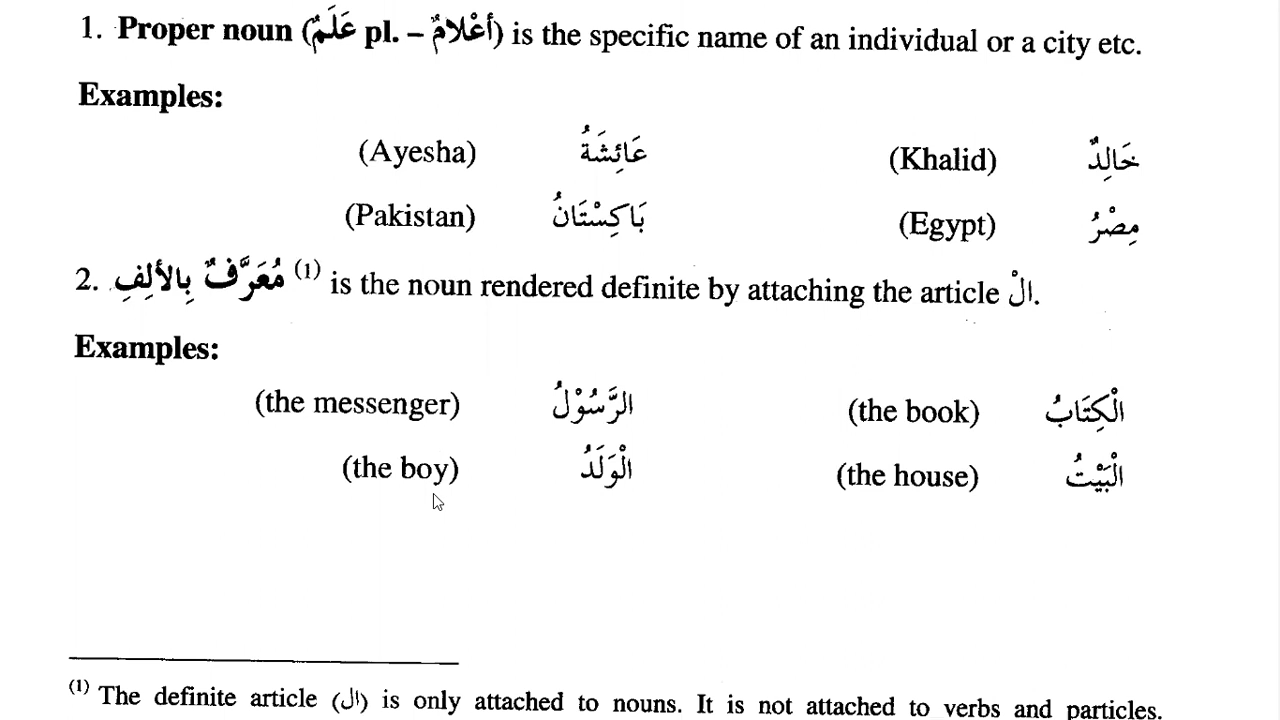 1. Proper noun (عَلَمٌ pl. – أَعْلامٌ) is the specific name of an individual or a city etc.
Examples:
(Ayesha) عَائِشَةُ (Khalid) خَالِدٌ
(Pakistan) بَاكِسْتَانُ (Egypt) مِصْرُ
2. مُعَرَّفٌ بِالألِفِ (1) is the noun rendered definite by attaching the article الْ.
Examples:
(the messenger) الرَّسُوْلُ (the book) الْكِتَابُ
(the boy) الْوَلَدُ (the house) الْبَيْتُ
(1) The definite article (ال) is only attached to nouns. It is not attached to verbs and particles.